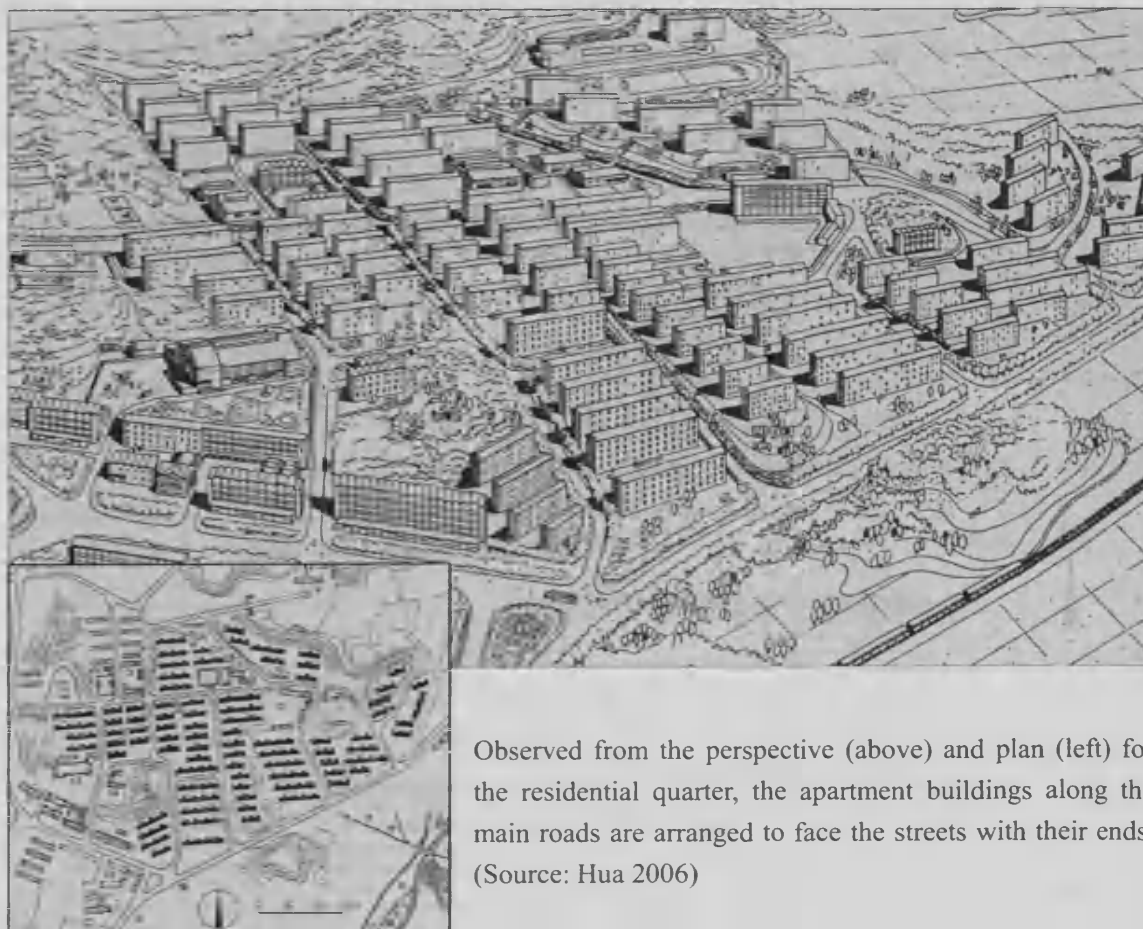 Observed from the perspective (above) and plan (left) fo
the residential quarter, the apartment buildings along th
main roads are arranged to face the streets with their ends
(Source: Hua 2006)